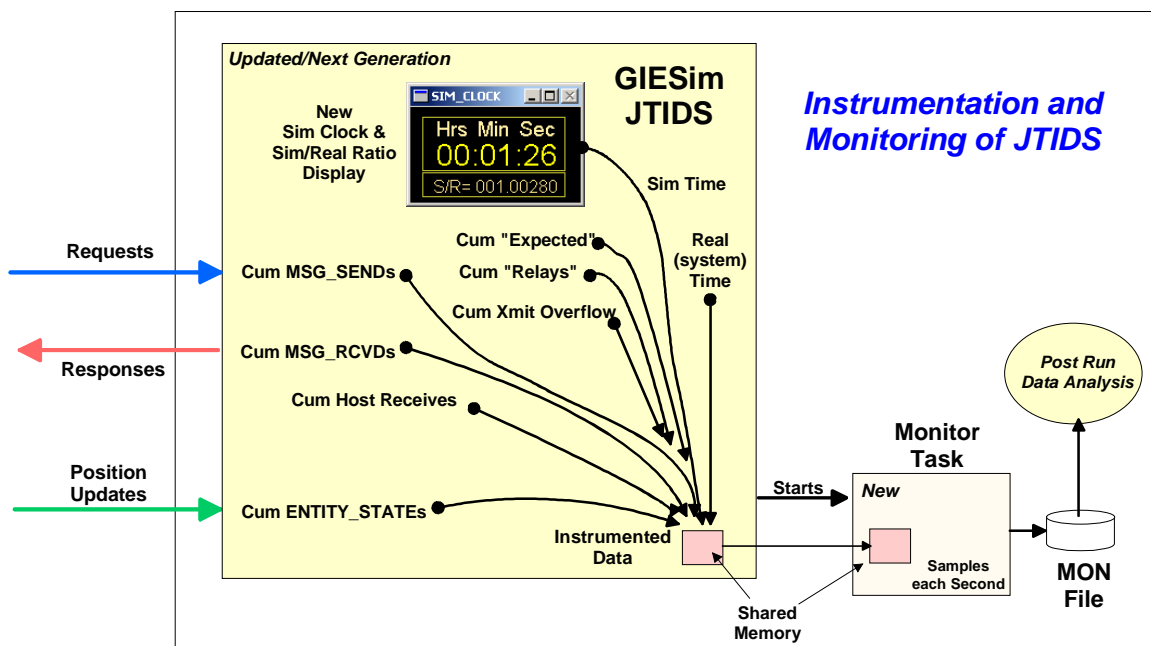 Updated/Next Generation
GIESim
JTIDS
Instrumentation and
Monitoring of JTIDS
New
Sim Clock &
Sim/Real Ratio
Display
SIM_CLOCK
Hrs Min Sec
00:01:26
S/R= 001.00280
Sim Time
Requests
Cum MSG_SENDs
Cum "Expected"
Cum "Relays"
Cum Xmit Overflow
Real
(system)
Time
Responses
Cum MSG_RCVDs
Cum Host Receives
Position
Updates
Cum ENTITY_STATEs
Instrumented
Data
Starts
Monitor
Task
New
Samples
each Second
Shared
Memory
Post Run
Data Analysis
MON
File